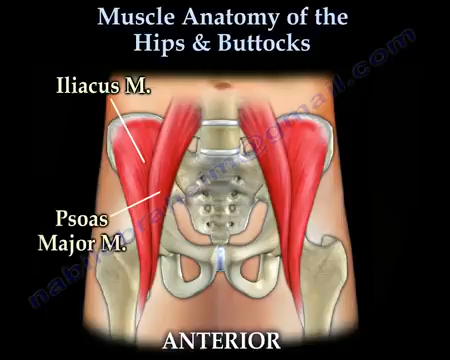 Muscle Anatomy of the
Hips & Buttocks
Iliacus M.
Psoas
Major M.
ANTERIOR